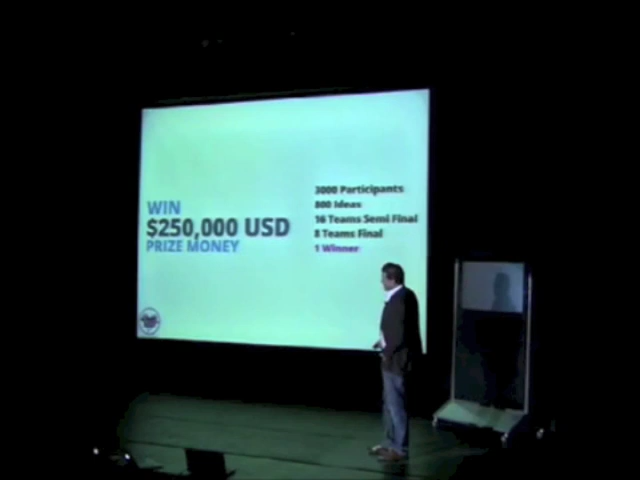 WIN
$250,000 USD
PRIZE MONEY
3000 Participants
800 Ideas
16 Teams Semi Final
8 Teams Final
1 Winner